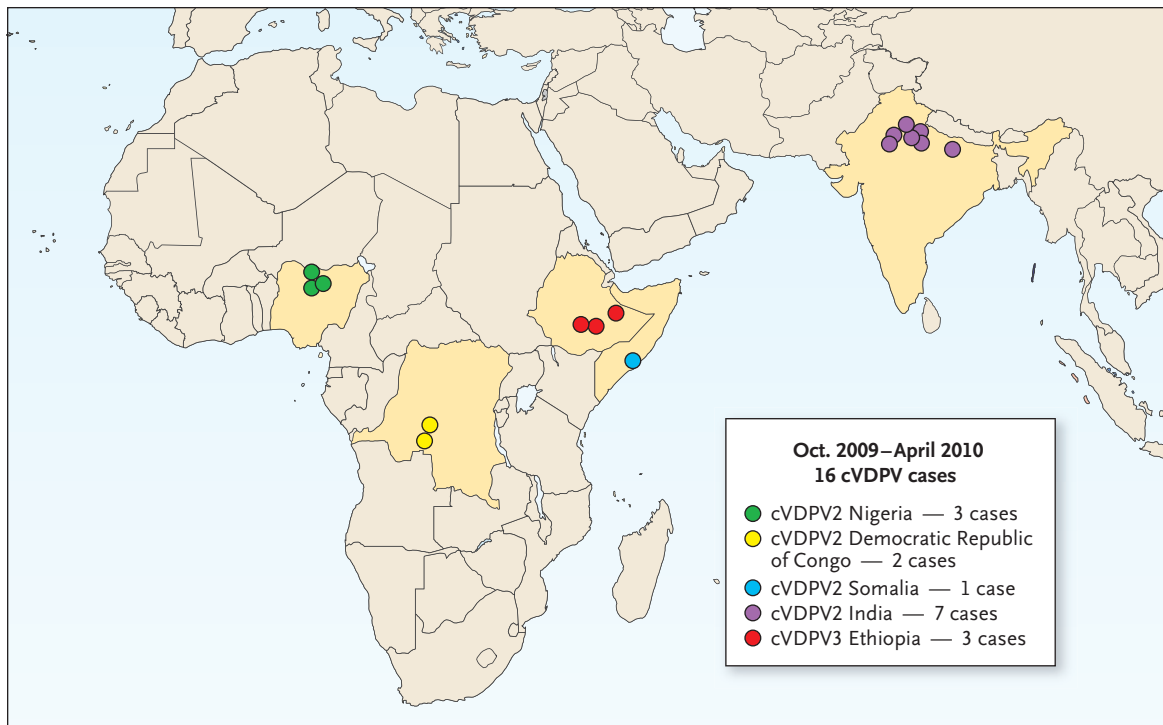 Oct. 2009–April 2010
16 cVDPV cases
cVDPV2 Nigeria — 3 cases
cVDPV2 Democratic Republic
of Congo — 2 cases
cVDPV2 Somalia — 1 case
cVDPV2 India — 7 cases
cVDPV3 Ethiopia — 3 cases